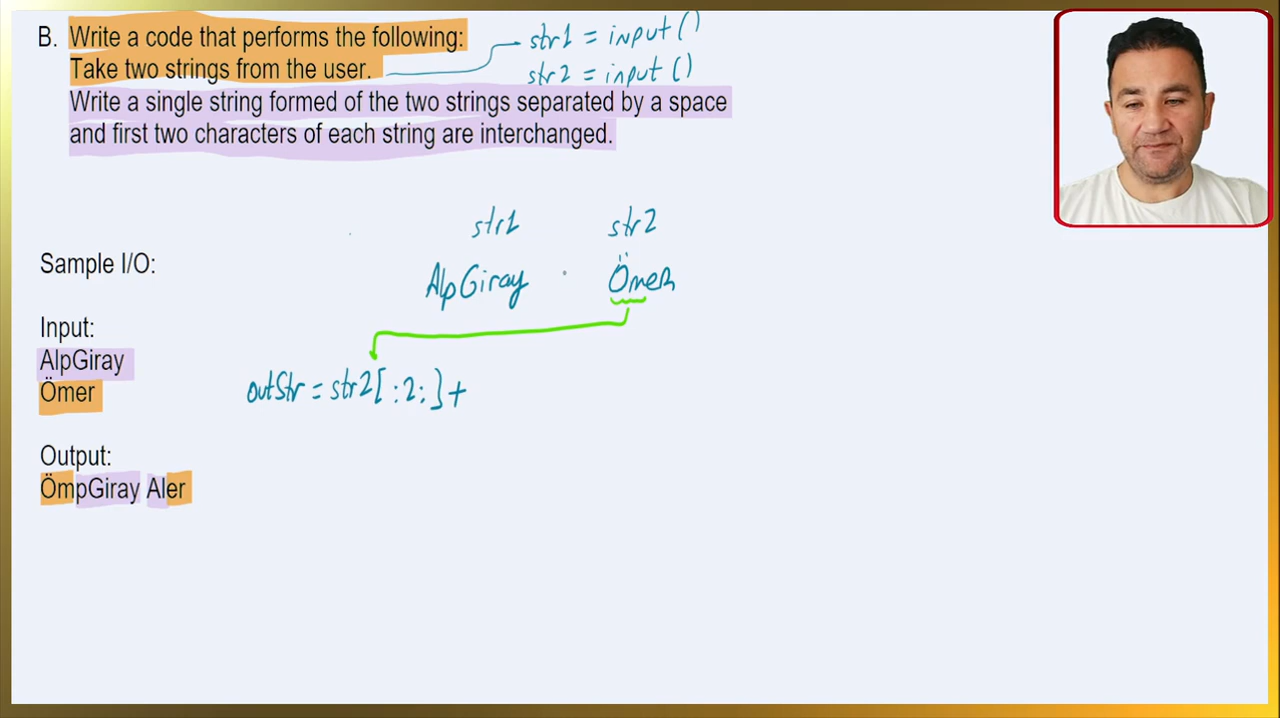 B. Write a code that performs the following:
Take two strings from the user.
str1 = input()
str2 = input()
Write a single string formed of the two strings separated by a space
and first two characters of each string are interchanged.
str1 str2
AlpGiray Ömer
Sample I/O:
Input:
AlpGiray
Ömer
outStr = str2[:2:]+
Output:
ÖmpGiray Aler